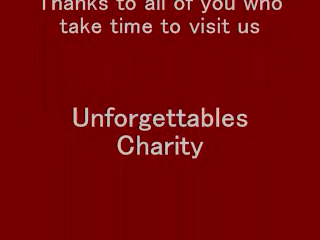 Thanks to all of you who
take time to visit us
Unforgettables
Charity